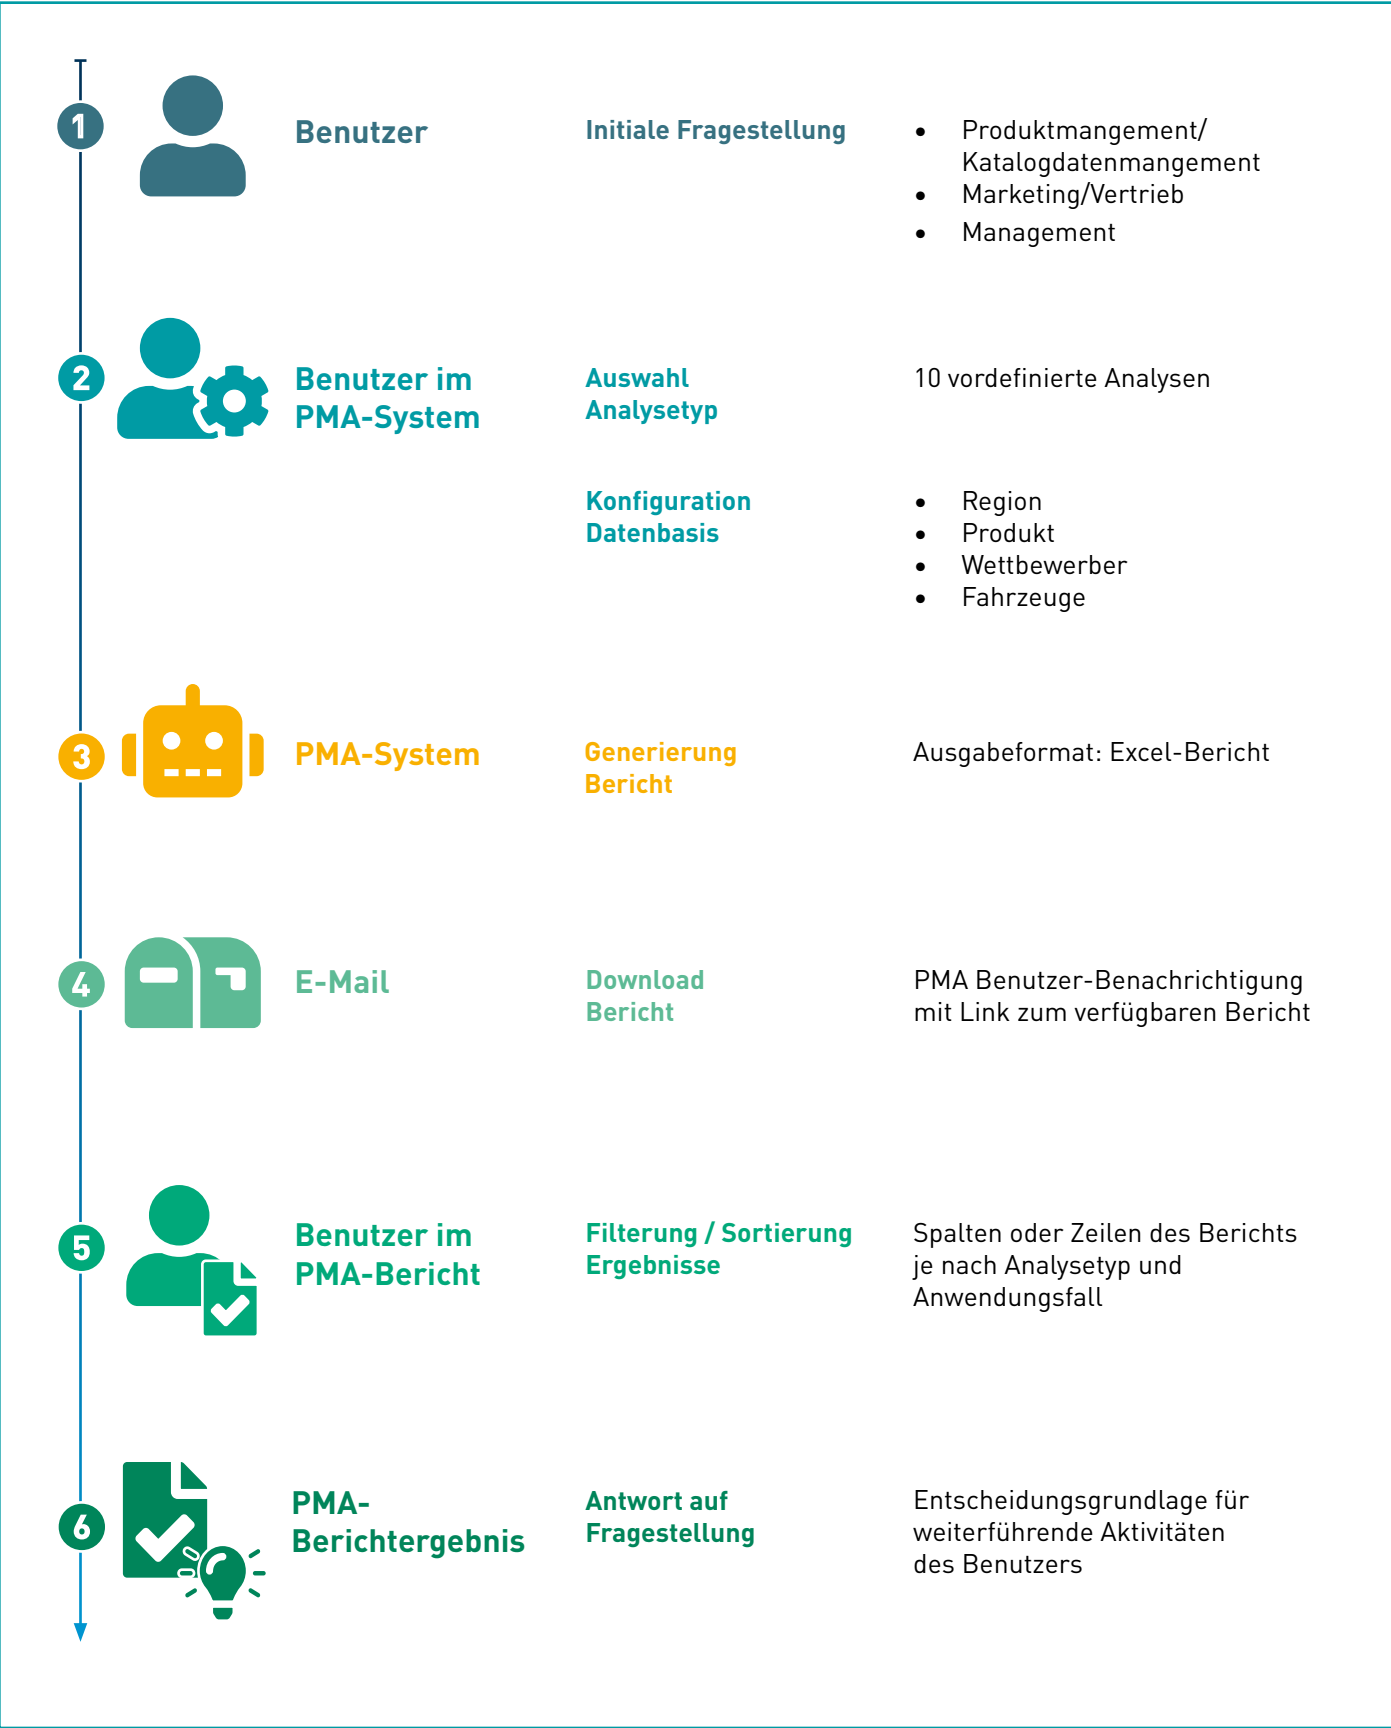 1
Benutzer
Initiale Fragestellung
• Produktmangement/
Katalogdatenmangement
• Marketing/Vertrieb
• Management
2
Benutzer im
PMA-System
Auswahl
Analysetyp
10 vordefinierte Analysen
Konfiguration
Datenbasis
• Region
• Produkt
• Wettbewerber
• Fahrzeuge
3
PMA-System
Generierung
Bericht
Ausgabeformat: Excel-Bericht
4
E-Mail
Download
Bericht
PMA Benutzer-Benachrichtigung
mit Link zum verfügbaren Bericht
5
Benutzer im
PMA-Bericht
Filterung / Sortierung
Ergebnisse
Spalten oder Zeilen des Berichts
je nach Analysetyp und
Anwendungsfall
6
PMA-
Berichtergebnis
Antwort auf
Fragestellung
Entscheidungsgrundlage für
weiterführende Aktivitäten
des Benutzers